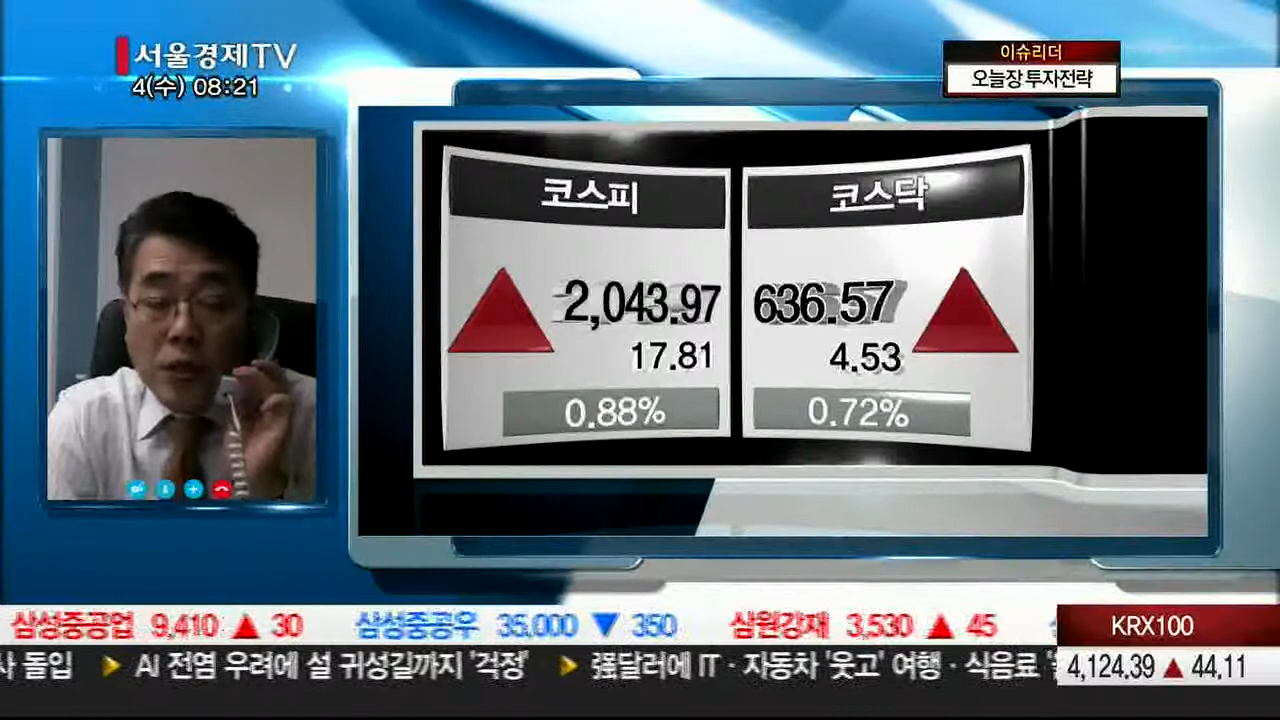 서울경제TV
4(수) 08:21
이슈리더
오늘장 투자전략
코스피
2,043.97
17.81
0.88%
코스닥
636.57
4.53
0.72%
삼성중공업 9,410 ▲ 30 삼성중공우 35,000 ▼ 350 삼원강재 3,530 ▲ 45
KRX100
사 돌입 ▶ AI 전염 우려에 설 귀성길까지 '걱정' ▶ 强달러에 IT·자동차 '웃고' 여행·식음료
4,124.39 ▲ 44.11